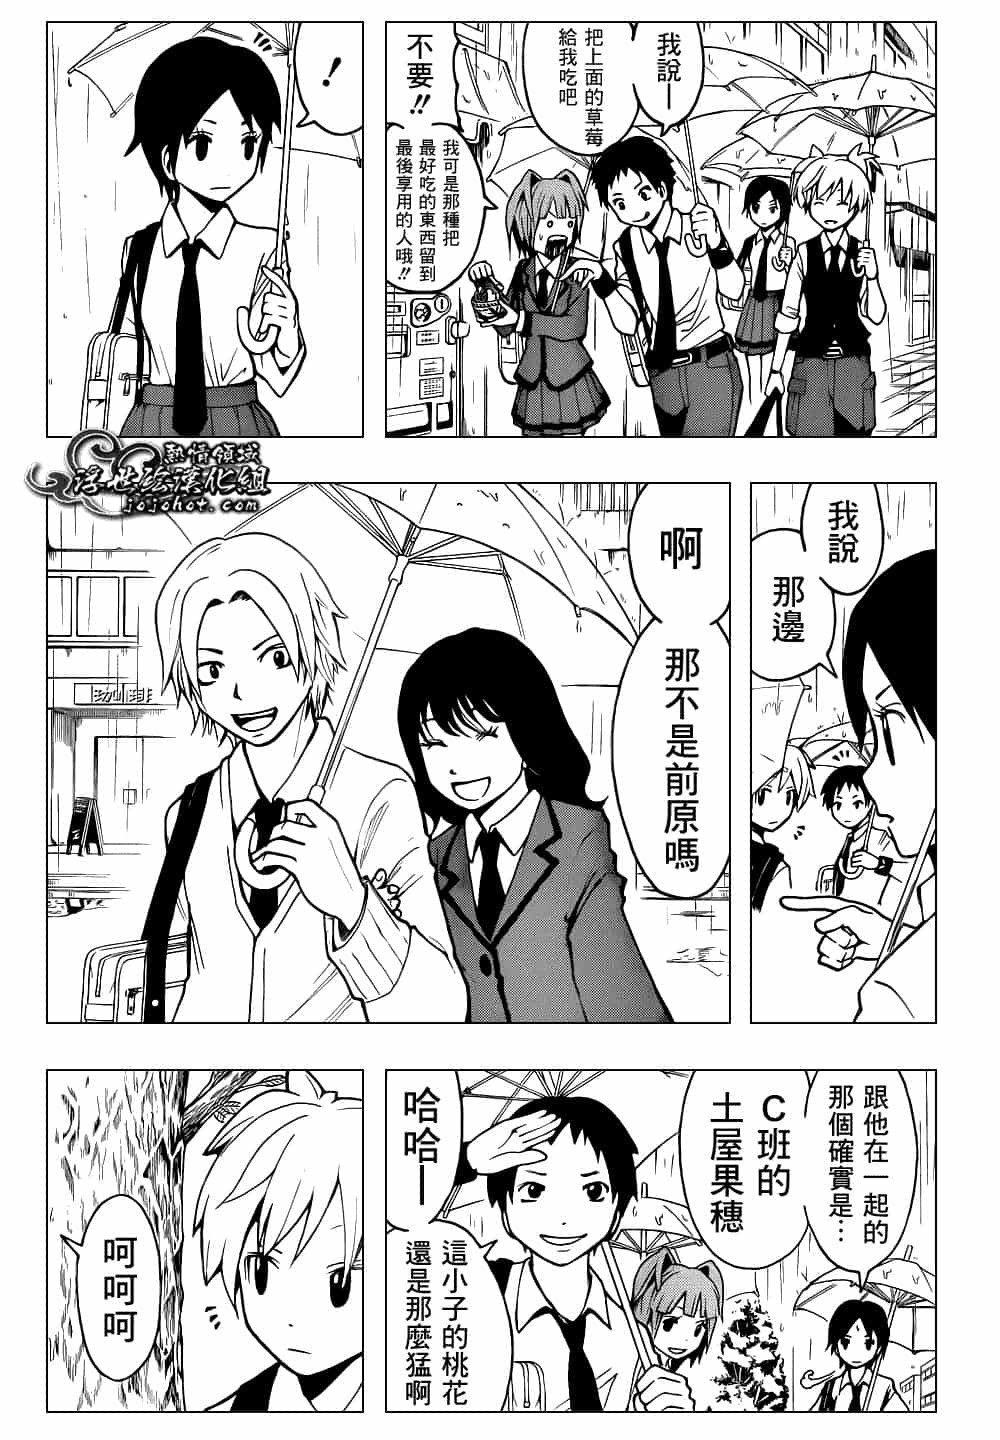 我說—
把上面的草莓
給我吃吧
不要!!
我可是那種把
最好吃的東西留到
最後享用的人哦!!
!
熱情領域
浮世绘漢化組
jojohot.com
我說
那邊
啊
那不是前原嗎
珈琲
跟他在一起的
那個確實是…
C班的
土屋果穗
哈哈—
這小子的桃花
還是那麼猛啊
呵呵呵